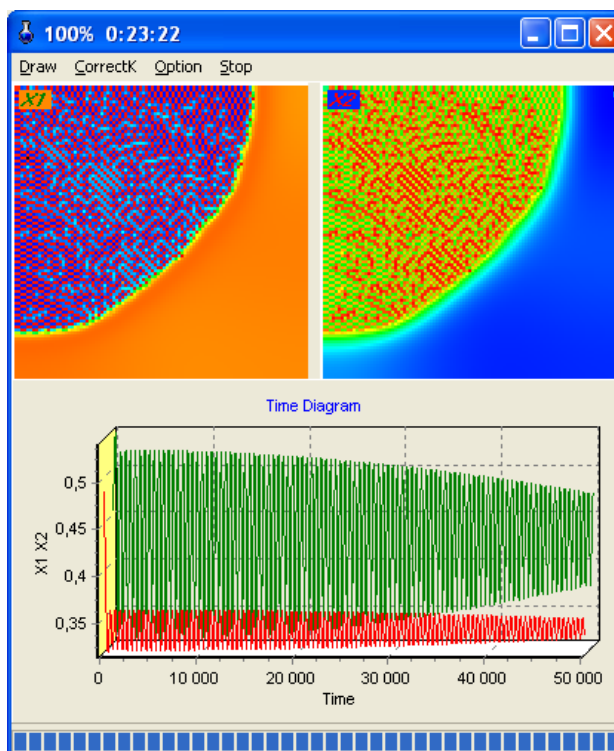 100% 0:23:22
Draw CorrectK Option Stop
X1 X2
Time Diagram
0,5
0,45
0,4
0,35
X1 X2
0 10 000 20 000 30 000 40 000 50 000
Time